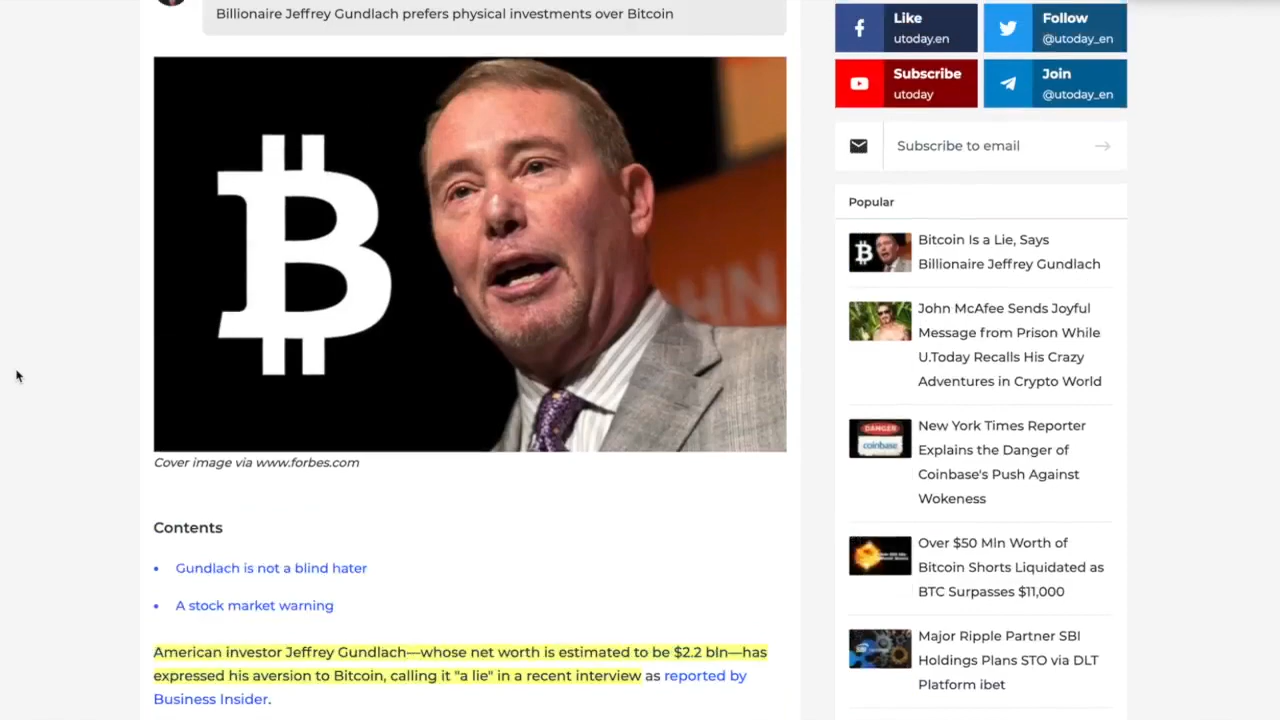 Billionaire Jeffrey Gundlach prefers physical investments over Bitcoin
HN
Cover image via www.forbes.com
Contents
• Gundlach is not a blind hater
• A stock market warning
American investor Jeffrey Gundlach—whose net worth is estimated to be $2.2 bln—has
expressed his aversion to Bitcoin, calling it "a lie" in a recent interview as reported by
Business Insider.
Like
utoday.en
Follow
@utoday_en
Subscribe
utoday
Join
@utoday_en
Subscribe to email
Popular
Bitcoin Is a Lie, Says
Billionaire Jeffrey Gundlach
John McAfee Sends Joyful
Message from Prison While
U.Today Recalls His Crazy
Adventures in Crypto World
DANGER
coinbase
New York Times Reporter
Explains the Danger of
Coinbase's Push Against
Wokeness
Over $50 Mln Worth of
Bitcoin Shorts Liquidated as
BTC Surpasses $11,000
Major Ripple Partner SBI
Holdings Plans STO via DLT
Platform ibet